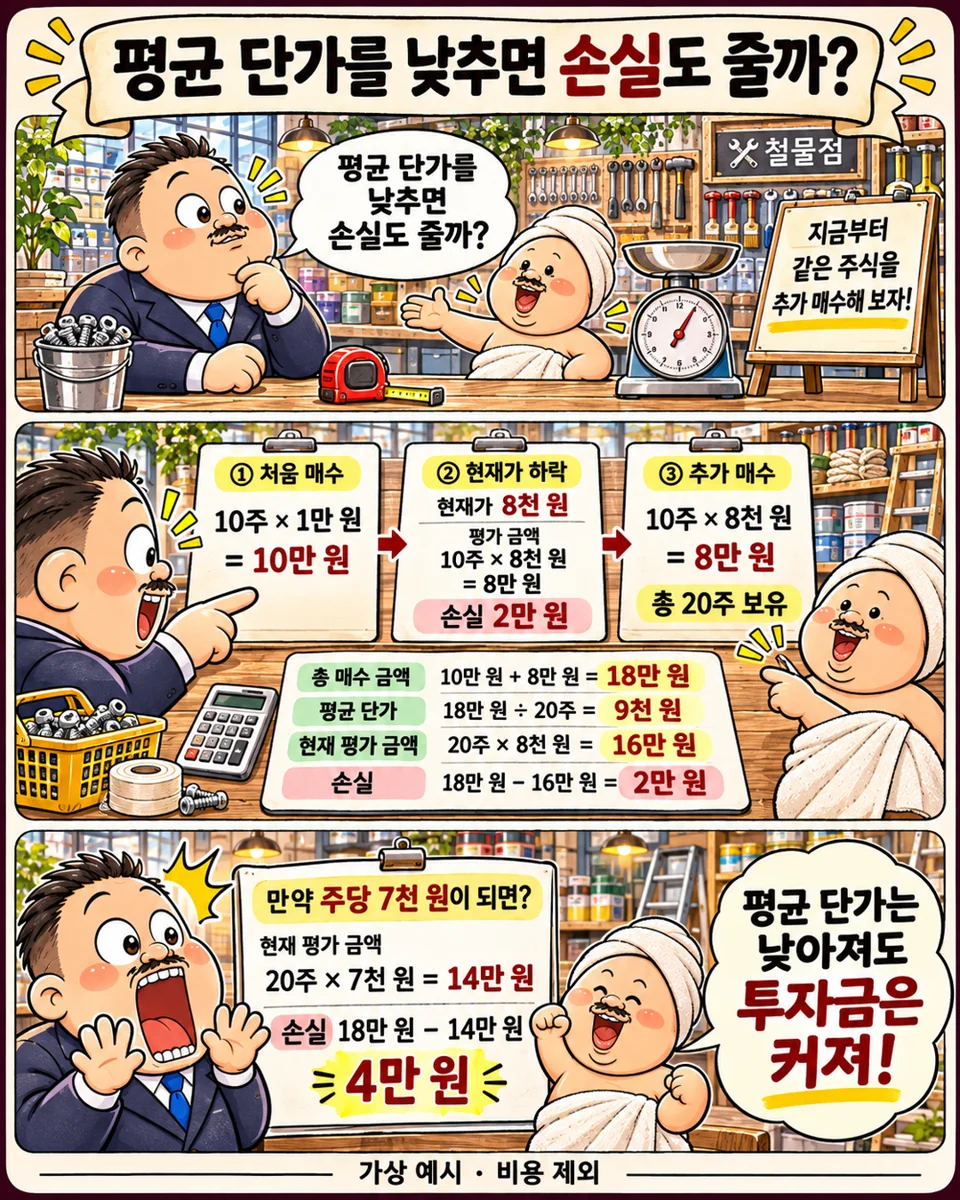 평균 단가를 낮추면 손실도 줄까?
평균 단가를
낮추면
손실도 줄까?
철물점
지금부터
같은 주식을
추가 매수해 보자!
① 처음 매수
10주 × 1만 원
= 10만 원
② 현재가 하락
현재가 8천 원
평가 금액
10주 × 8천 원
= 8만 원
손실 2만 원
③ 추가 매수
10주 × 8천 원
= 8만 원
총 20주 보유
총 매수 금액 10만 원 + 8만 원 = 18만 원
평균 단가 18만 원 ÷ 20주 = 9천 원
현재 평가 금액 20주 × 8천 원 = 16만 원
손실 18만 원 − 16만 원 = 2만 원
만약 주당 7천 원이 되면?
현재 평가 금액
20주 × 7천 원 = 14만 원
손실 18만 원 − 14만 원
4만 원
평균 단가는
낮아져도
투자금은
커져!
가상 예시 · 비용 제외